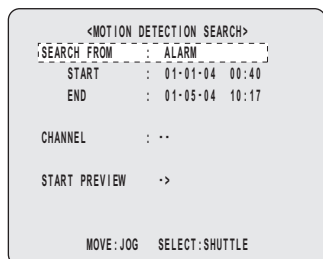 <MOTION DETECTION SEARCH>
SEARCH FROM : ALARM
START : 01-01-04 00:40
END : 01-05-04 10:17
CHANNEL : --
START PREVIEW ->
MOVE:JOG SELECT:SHUTTLE